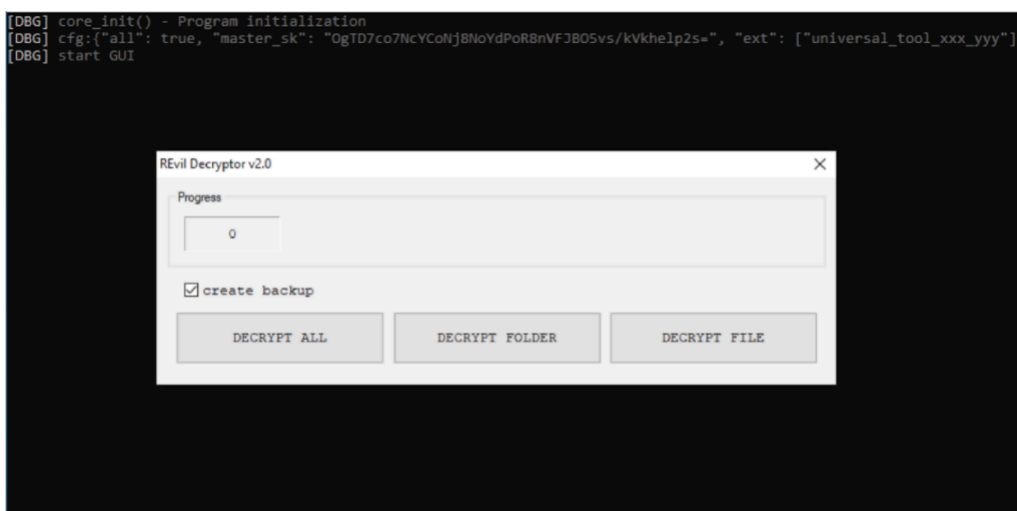 [DBG] core_init() - Program initialization
[DBG] cfg:{"all": true, "master_sk": "OgTD7co7NcYCoNj8NoYdPoR8nVFJBO5vs/kVkhelp2s=", "ext": ["universal_tool_xxx_yyy"]
[DBG] start GUI
REvil Decryptor v2.0
Progress
0
create backup
DECRYPT ALL
DECRYPT FOLDER
DECRYPT FILE